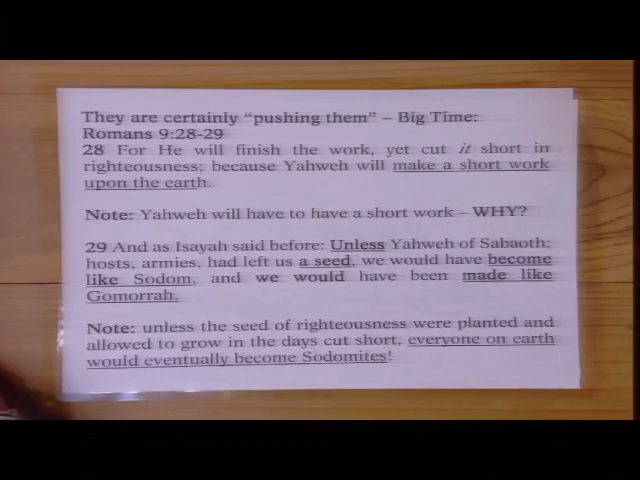 They are certainly “pushing them” – Big Time:
Romans 9:28-29
28 For He will finish the work, yet cut it short in
righteousness; because Yahweh will make a short work
upon the earth.
Note: Yahweh will have to have a short work – WHY?
29 And as Isayah said before: Unless Yahweh of Sabaoth;
hosts, armies, had left us a seed, we would have become
like Sodom, and we would have been made like
Gomorrah.
Note: unless the seed of righteousness were planted and
allowed to grow in the days cut short, everyone on earth
would eventually become Sodomites!